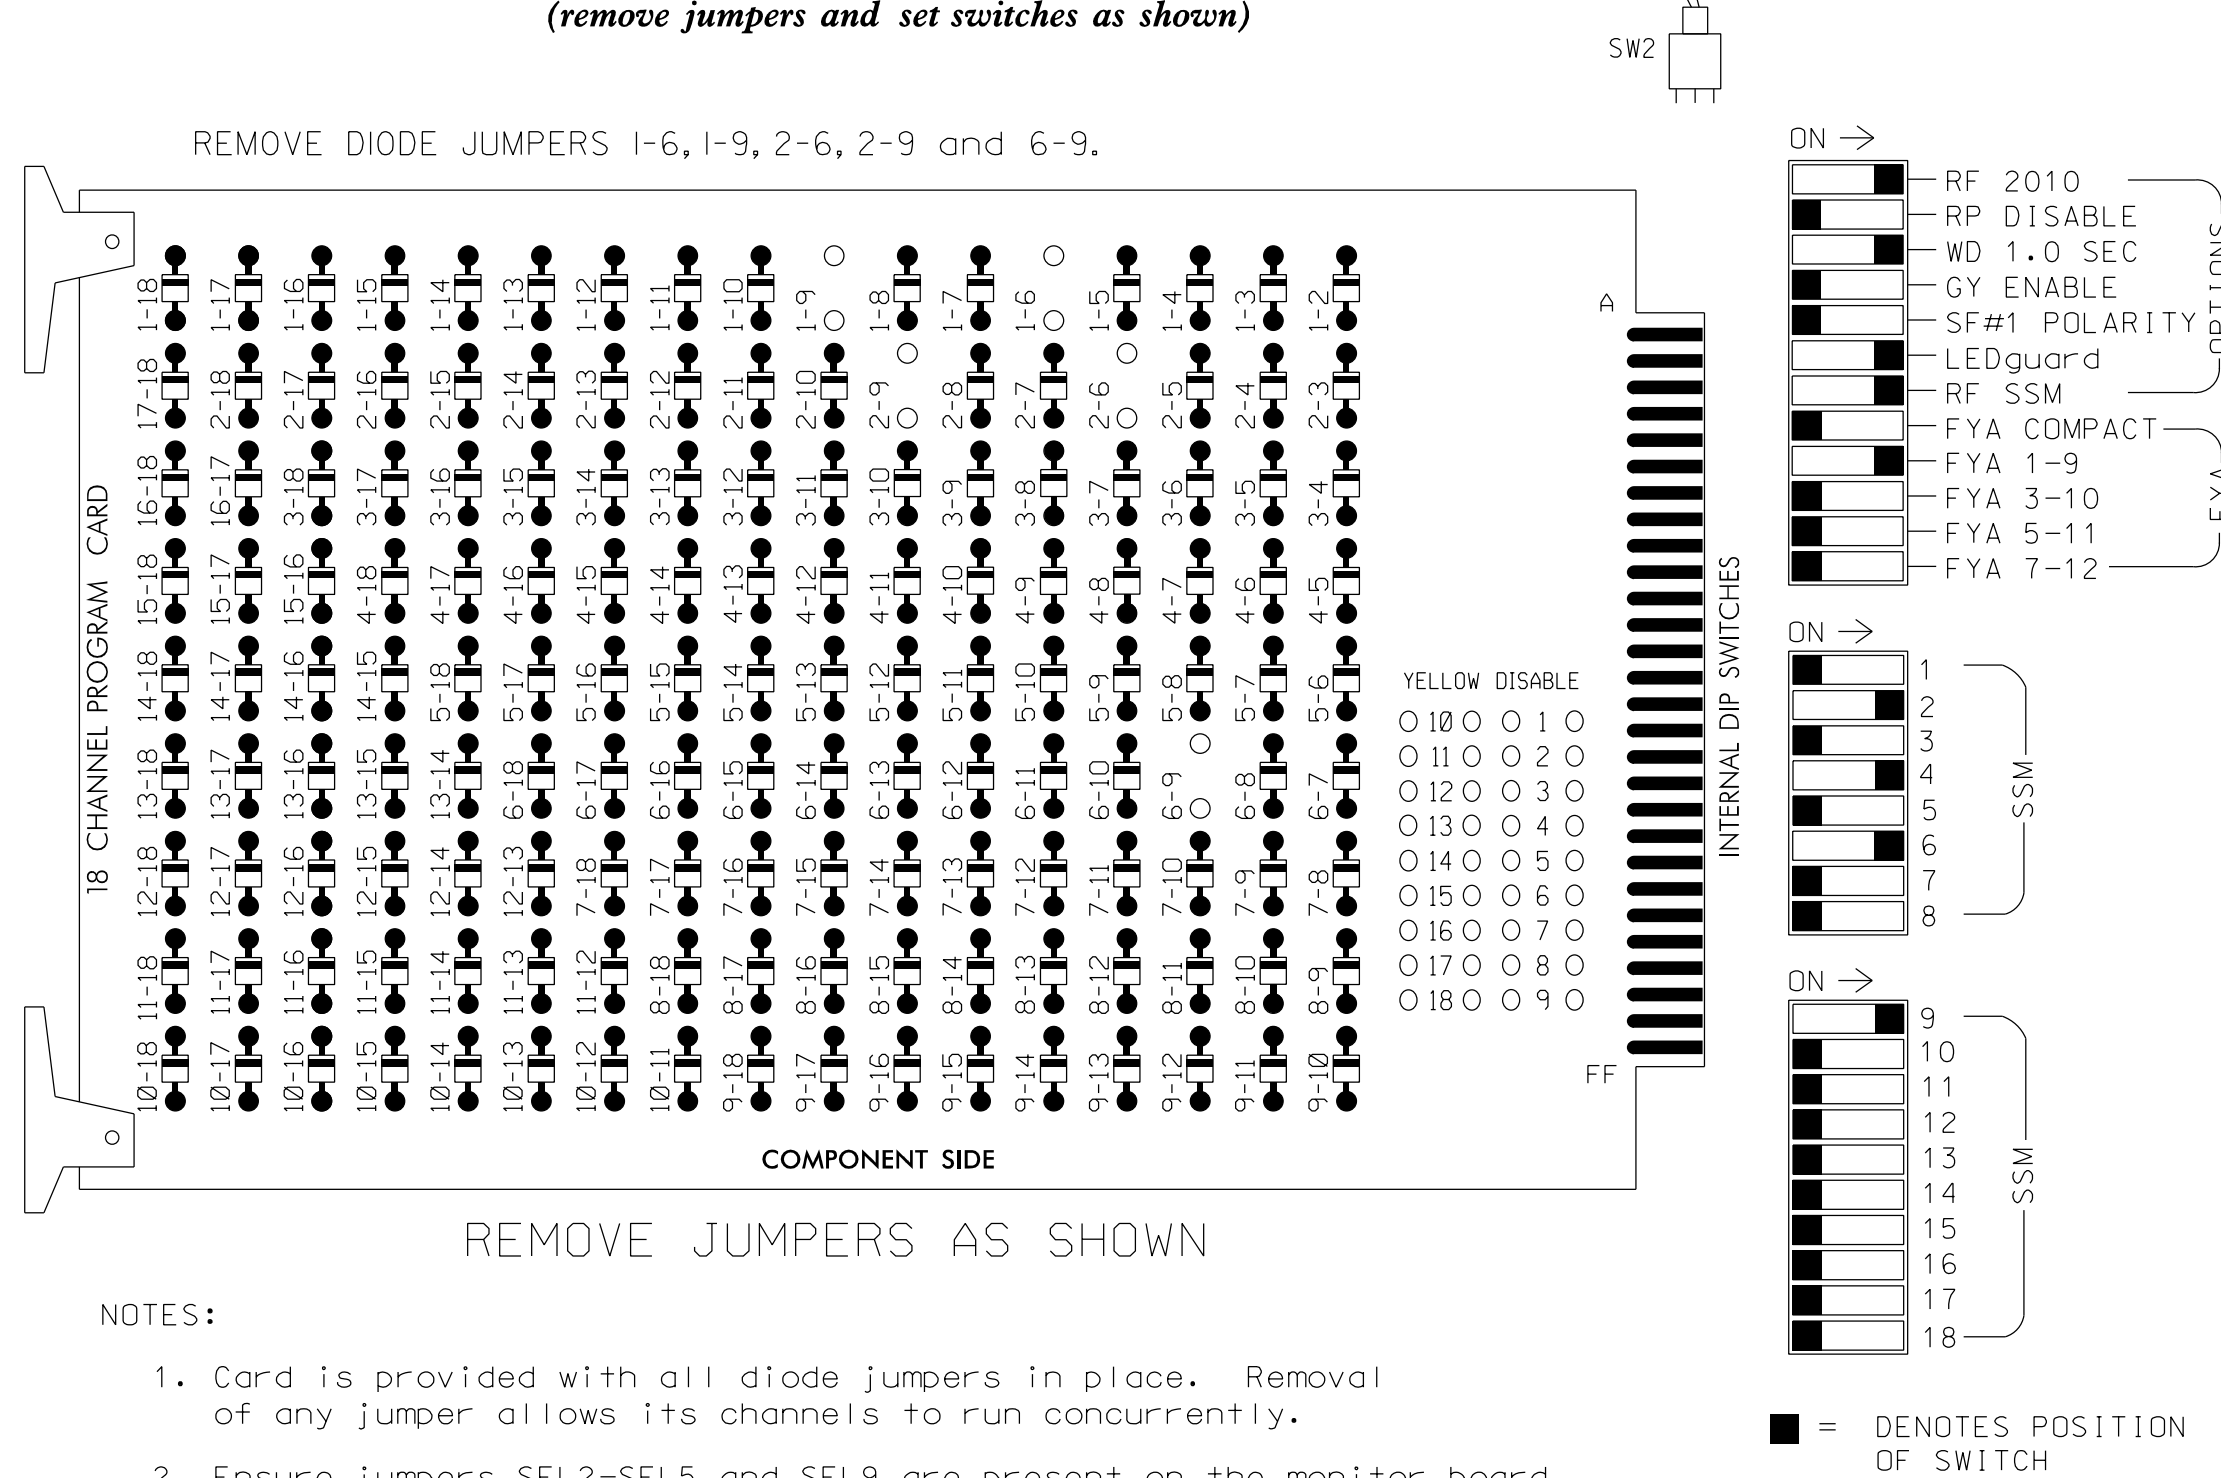 (remove jumpers and set switches as shown)
SW2
REMOVE DIODE JUMPERS 1-6, 1-9, 2-6, 2-9 and 6-9.
ON →
RF 2010
RP DISABLE
WD 1.0 SEC
GY ENABLE
SF#1 POLARITY
LEDguard
RF SSM
FYA COMPACT
FYA 1-9
FYA 3-10
FYA 5-11
FYA 7-12
OPTIONS
FYA
18 CHANNEL PROGRAM CARD
1-18 1-17 1-16 1-15 1-14 1-13 1-12 1-11 1-10 1-9 1-8 1-7 1-6 1-5 1-4 1-3 1-2
17-18 2-18 2-17 2-16 2-15 2-14 2-13 2-12 2-11 2-10 2-9 2-8 2-7 2-6 2-5 2-4 2-3
16-18 16-17 3-18 3-17 3-16 3-15 3-14 3-13 3-12 3-11 3-10 3-9 3-8 3-7 3-6 3-5 3-4
15-18 15-17 15-16 4-18 4-17 4-16 4-15 4-14 4-13 4-12 4-11 4-10 4-9 4-8 4-7 4-6 4-5
14-18 14-17 14-16 14-15 5-18 5-17 5-16 5-15 5-14 5-13 5-12 5-11 5-10 5-9 5-8 5-7 5-6
13-18 13-17 13-16 13-15 13-14 6-18 6-17 6-16 6-15 6-14 6-13 6-12 6-11 6-10 6-9 6-8 6-7
12-18 12-17 12-16 12-15 12-14 12-13 7-18 7-17 7-16 7-15 7-14 7-13 7-12 7-11 7-10 7-9 7-8
11-18 11-17 11-16 11-15 11-14 11-13 11-12 8-18 8-17 8-16 8-15 8-14 8-13 8-12 8-11 8-10 8-9
10-18 10-17 10-16 10-15 10-14 10-13 10-12 10-11 9-18 9-17 9-16 9-15 9-14 9-13 9-12 9-11 9-10
A
FF
YELLOW DISABLE
10 1
11 2
12 3
13 4
14 5
15 6
16 7
17 8
18 9
INTERNAL DIP SWITCHES
COMPONENT SIDE
ON →
1
2
3
4
5
6
7
8
SSM
ON →
9
10
11
12
13
14
15
16
17
18
SSM
REMOVE JUMPERS AS SHOWN
NOTES:
1. Card is provided with all diode jumpers in place. Removal
of any jumper allows its channels to run concurrently.
2. Ensure jumpers SEL2-SEL5 and SEL9 are present on the monitor board.
= DENOTES POSITION
OF SWITCH